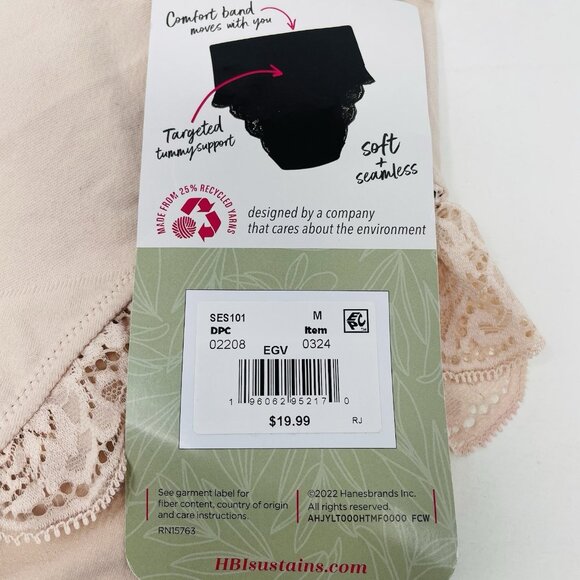 Comfort band
moves with you
Targeted
tummy support
soft
+
seamless
MADE FROM 25% RECYCLED YARNS
designed by a company
that cares about the environment
SES101 M
DPC Item
02208 0324
EGV
1 96062 95217 0
$19.99 RJ
See garment label for
fiber content, country of origin
and care instructions.
RN15763
©2022 Hanesbrands Inc.
All rights reserved.
AHJYLT000HTMF0000 FCW
HBIsustains.com